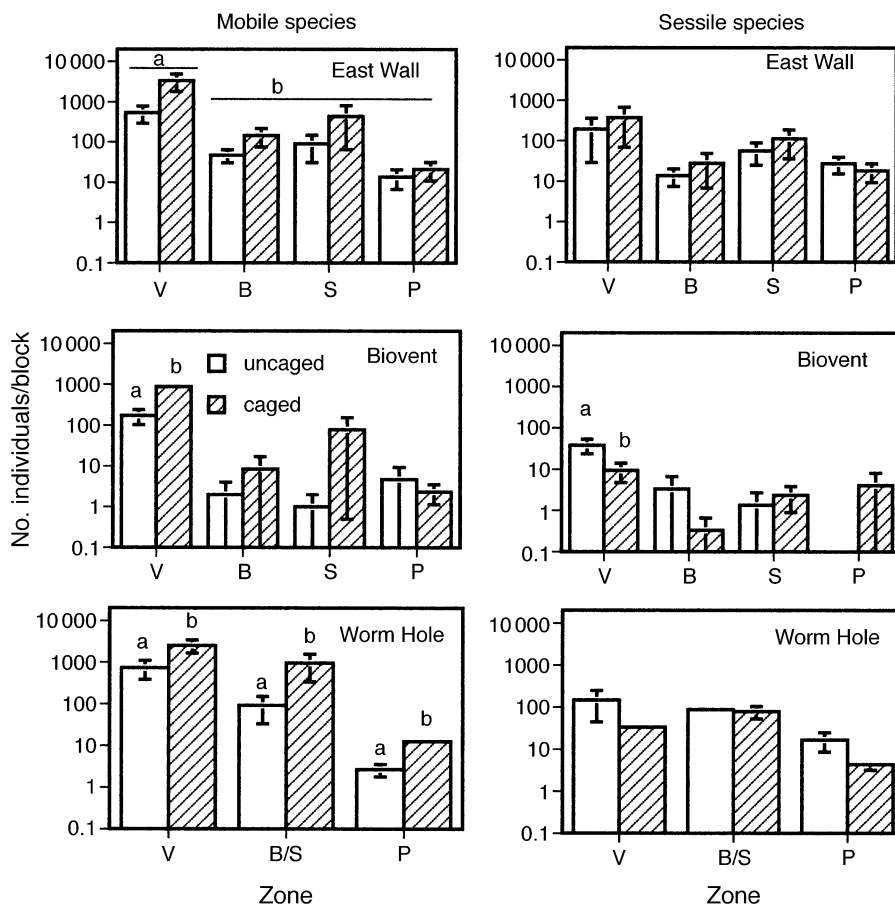 Mobile species
Sessile species
No. individuals/block
10 000
1000
100
10
1
0.1
a
b
East Wall
V B S P
10 000
1000
100
10
1
0.1
East Wall
V B S P
10 000
1000
100
10
1
0.1
a b
uncaged
caged
Biovent
V B S P
10 000
1000
100
10
1
0.1
a
b
Biovent
V B S P
10 000
1000
100
10
1
0.1
a b
a b
a b
Worm Hole
V B/S P
Zone
10 000
1000
100
10
1
0.1
Worm Hole
V B/S P
Zone